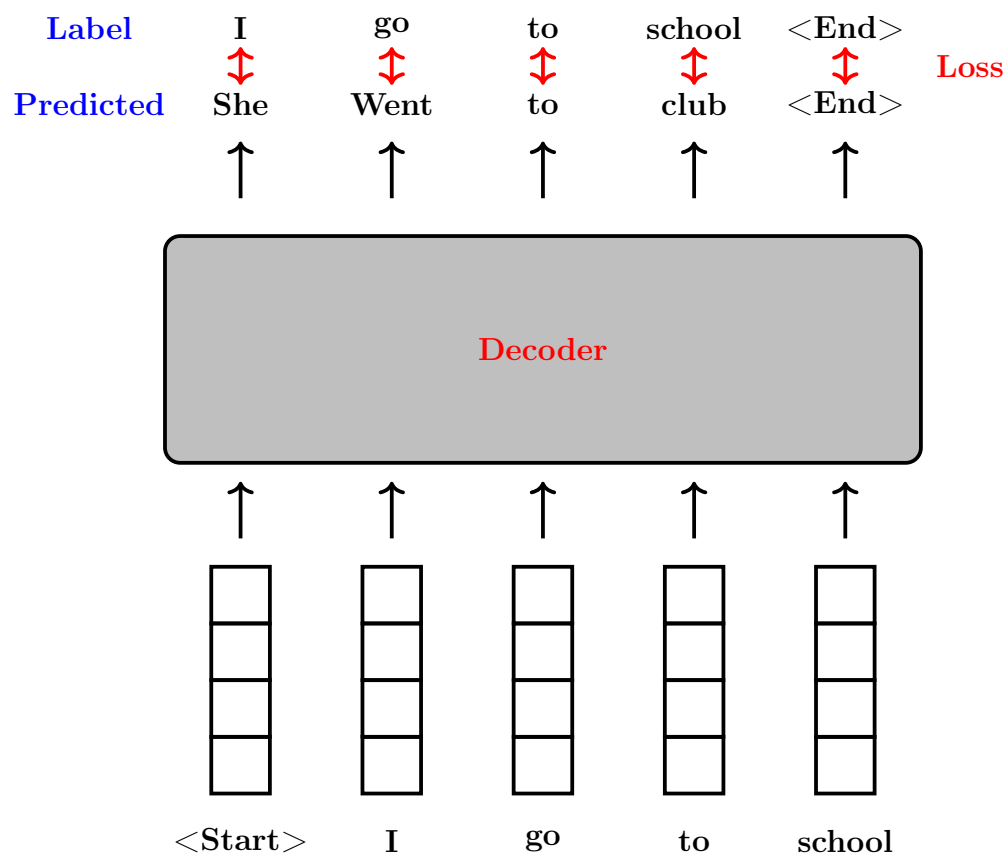 Label I go to school <End>
Loss
Predicted She Went to club <End>
Decoder
<Start> I go to school